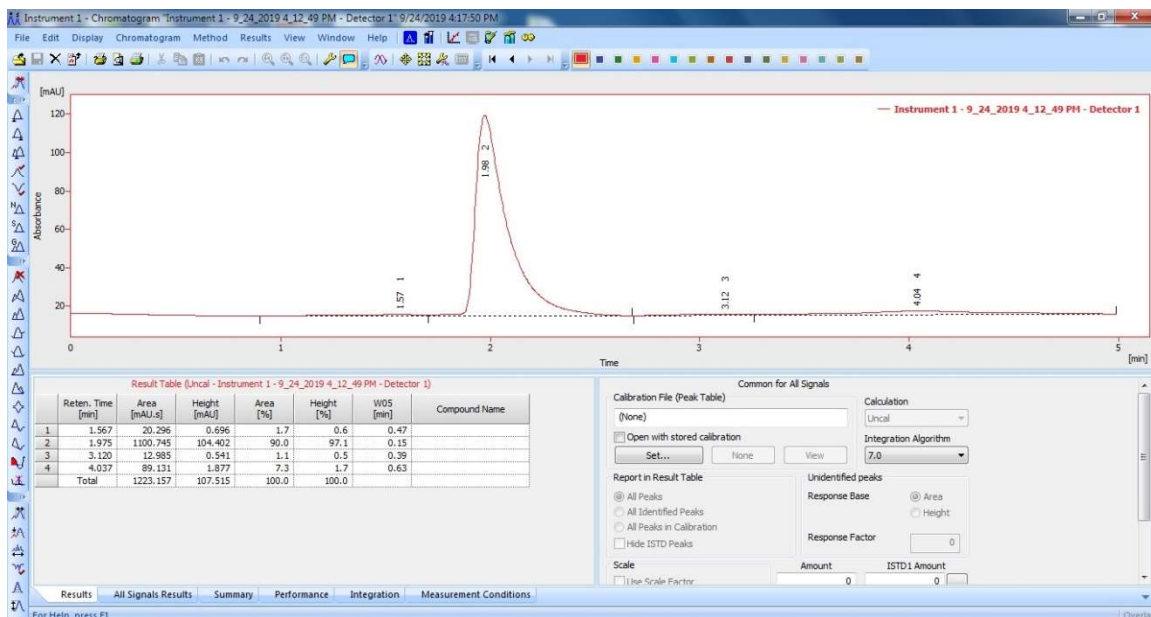 Instrument 1 - Chromatogram "Instrument 1 - 9_24_2019 4_12_49 PM - Detector 1" 9/24/2019 4:17:50 PM
File Edit Display Chromatogram Method Results View Window Help
[mAU]
Instrument 1 - 9_24_2019 4_12_49 PM - Detector 1
120
100
80
60
40
20
Absorbance
1.57 1
1.98 2
3.12 3
4.04 4
0 1 2 3 4 5
Time
[min]
Result Table (Uncal - Instrument 1 - 9_24_2019 4_12_49 PM - Detector 1)
Reten. Time [min] Area [mAU.s] Height [mAU] Area [%] Height [%] W05 [min] Compound Name
1 1.567 20.296 0.696 1.7 0.6 0.47
2 1.975 1100.745 104.402 90.0 97.1 0.15
3 3.120 12.985 0.541 1.1 0.5 0.39
4 4.037 89.131 1.877 7.3 1.7 0.63
Total 1223.157 107.515 100.0 100.0
Common for All Signals
Calibration File (Peak Table)
Calculation
(None)
Uncal
Open with stored calibration
Integration Algorithm
Set... None View
7.0
Report in Result Table
Unidentified peaks
All Peaks
Response Base
Area
All Identified Peaks
Height
All Peaks in Calibration
Hide ISTD Peaks
Response Factor
0
Scale
Amount
ISTD1 Amount
Use Scale Factor
0
0
...
Results All Signals Results Summary Performance Integration Measurement Conditions
For Help, press F1
Overlay